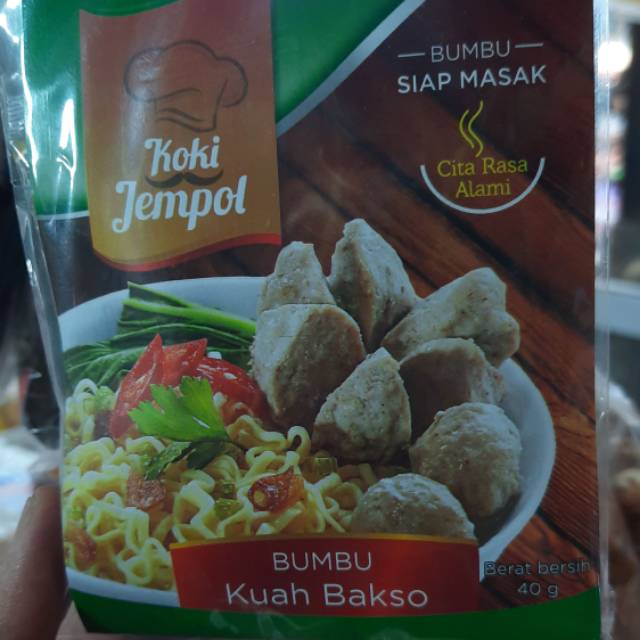 Koki
Jempol
BUMBU
SIAP MASAK
Cita Rasa
Alami
BUMBU
Kuah Bakso
Berat bersih
40 g